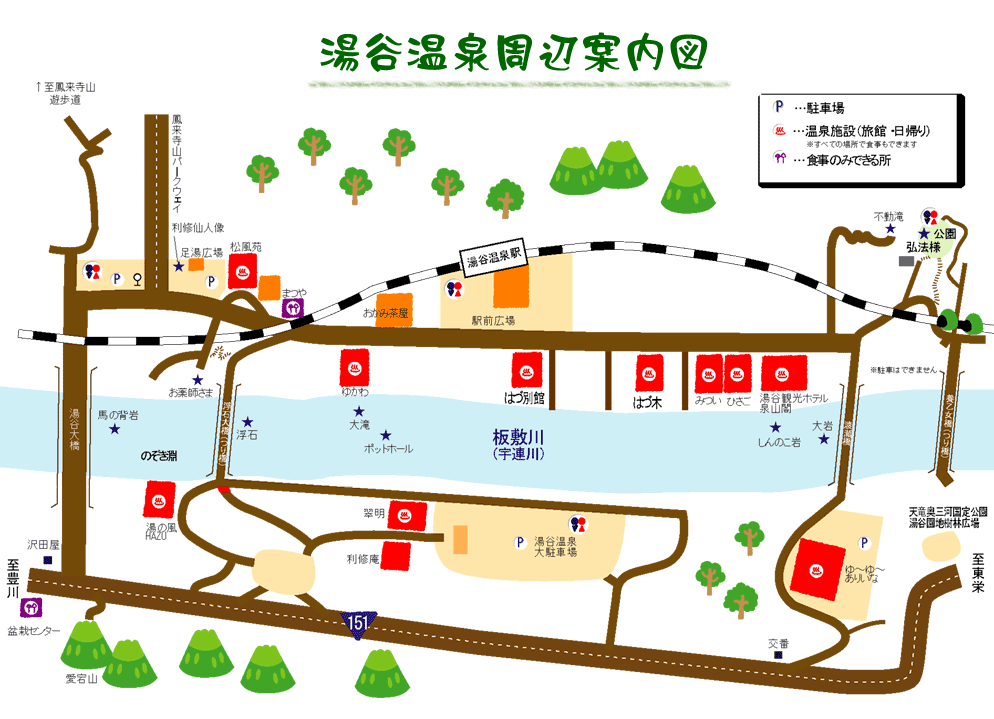 湯谷温泉周辺案内図
↑至鳳来寺山
遊歩道
鳳来寺山パークウェイ
P …駐車場
…温泉施設(旅館・日帰り)
※すべての場所で食事もできます
…食事のみできる所
利修仙人像
足湯広場
松風苑
P
P
まつや
おかみ茶屋
湯谷温泉駅
駅前広場
不動滝
公園
弘法様
※駐車はできません
お薬師さま
ゆかわ
はづ別館
はづ木
みつい
ひさご
湯谷観光ホテル
泉山閣
湯谷大橋
馬の背岩
浮石橋(つり橋)
浮石
大滝
ポットホール
板敷川
(宇連川)
しんのこ岩
大岩
養乙女橋(つり橋)
のぞき淵
湯の風
HAZU
翠明
利修庵
P
湯谷温泉
大駐車場
P
ゆ~ゆ~
ありいな
天竜奥三河国定公園
湯谷園地樹林広場
沢田屋
至豊川
盆栽センター
愛宕山
151
交番
至東栄